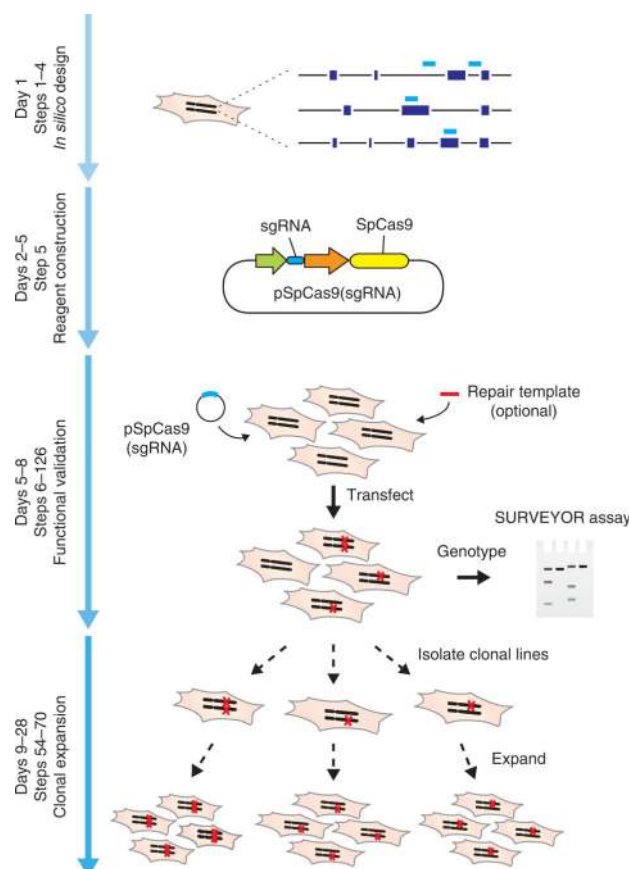 Day 1
Steps 1–4
In silico design
Days 2–5
Step 5
Reagent construction
sgRNA
SpCas9
pSpCas9(sgRNA)
Days 5–8
Steps 6–126
Functional validation
pSpCas9
(sgRNA)
Repair template
(optional)
Transfect
SURVEYOR assay
Genotype
Days 9–28
Steps 54–70
Clonal expansion
Isolate clonal lines
Expand